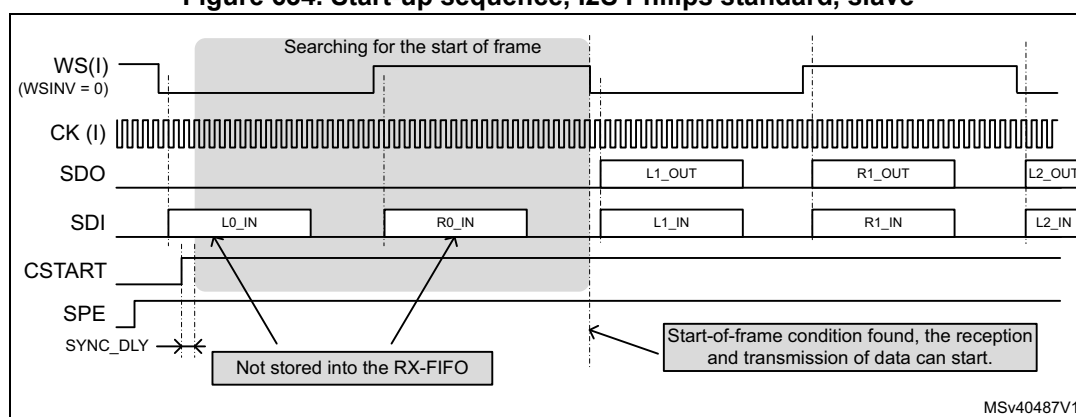 Figure 654. Start-up sequence, I2S Philips standard, slave
Searching for the start of frame
WS(I)
(WSINV = 0)
CK (I)
SDO
L1_OUT
R1_OUT
L2_OUT
SDI
L0_IN
R0_IN
L1_IN
R1_IN
L2_IN
CSTART
SPE
SYNC_DLY
Not stored into the RX-FIFO
Start-of-frame condition found, the reception
and transmission of data can start.
MSv40487V1